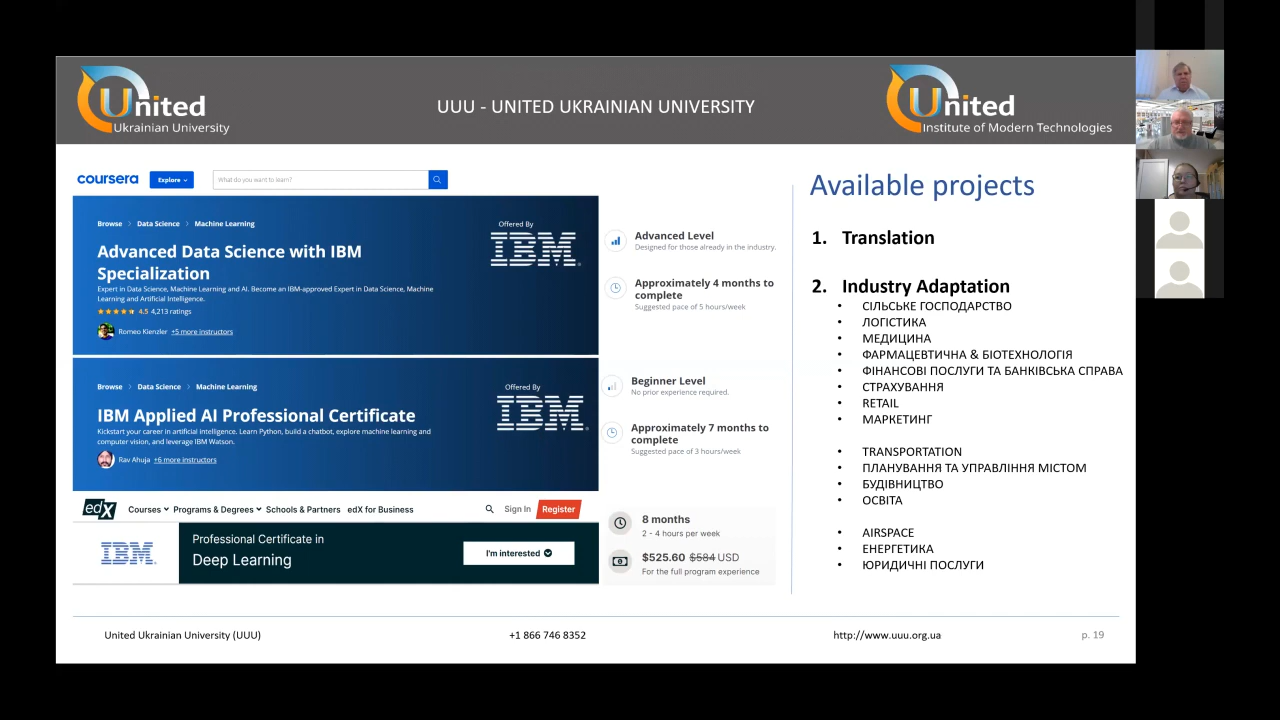 United
Ukrainian University
UUU - UNITED UKRAINIAN UNIVERSITY
United
Institute of Modern Technologies
coursera
Explore
What do you want to learn?
Browse > Data Science > Machine Learning
Offered By
IBM
Advanced Data Science with IBM
Specialization
Expert in Data Science, Machine Learning and AI. Become an IBM-approved Expert in Data Science, Machine
Learning and Artificial Intelligence.
4.5 4,213 ratings
Romeo Kienzler +5 more instructors
Advanced Level
Designed for those already in the industry.
Approximately 4 months to
complete
Suggested pace of 5 hours/week
Browse > Data Science > Machine Learning
Offered By
IBM
IBM Applied AI Professional Certificate
Kickstart your career in artificial intelligence. Learn Python, build a chatbot, explore machine learning and
computer vision, and leverage IBM Watson.
Rav Ahuja +6 more instructors
Beginner Level
No prior experience required.
Approximately 7 months to
complete
Suggested pace of 3 hours/week
edX Courses Programs & Degrees Schools & Partners edX for Business Sign In Register
IBM
Professional Certificate in
Deep Learning
I'm interested
8 months
2 - 4 hours per week
$525.60 $584 USD
For the full program experience
Available projects
1. Translation
2. Industry Adaptation
• СІЛЬСЬКЕ ГОСПОДАРСТВО
• ЛОГІСТИКА
• МЕДИЦИНА
• ФАРМАЦЕВТИЧНА & БІОТЕХНОЛОГІЯ
• ФІНАНСОВІ ПОСЛУГИ ТА БАНКІВСЬКА СПРАВА
• СТРАХУВАННЯ
• RETAIL
• МАРКЕТИНГ
• TRANSPORTATION
• ПЛАНУВАННЯ ТА УПРАВЛІННЯ МІСТОМ
• БУДІВНИЦТВО
• ОСВІТА
• AIRSPACE
• ЕНЕРГЕТИКА
• ЮРИДИЧНІ ПОСЛУГИ
United Ukrainian University (UUU)
+1 866 746 8352
http://www.uuu.org.ua
p. 19